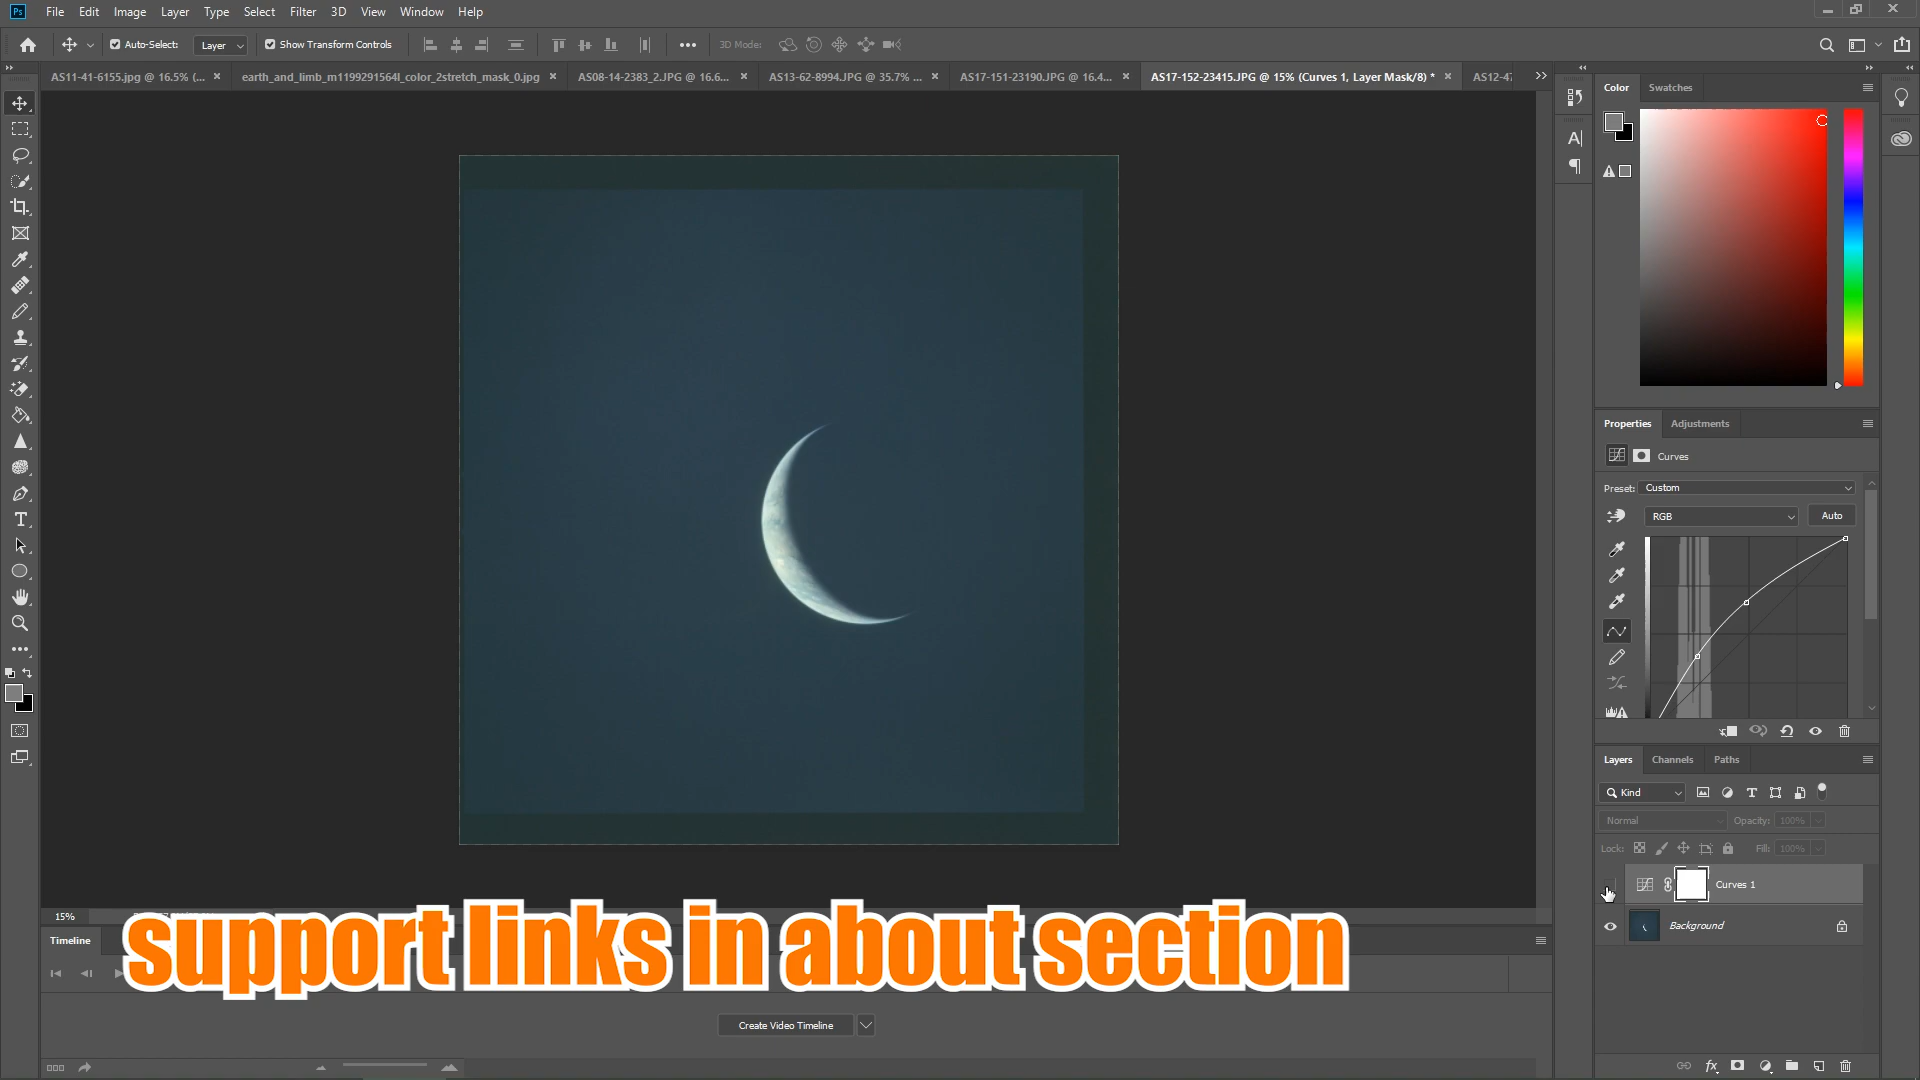 Ps File Edit Image Layer Type Select Filter 3D View Window Help
Auto-Select: Layer Show Transform Controls 3D Mode:
AS11-41-6155.jpg @ 16.5% (... × earth_and_limb_m1199291564l_color_2stretch_mask_0.jpg × AS08-14-2383_2.JPG @ 16.6... × AS13-62-8994.JPG @ 35.7% ... × AS17-151-23190.JPG @ 16.4... × AS17-152-23415.JPG @ 15% (Curves 1, Layer Mask/8) * × AS12-47
Color Swatches
Properties Adjustments
Curves
Preset: Custom
RGB Auto
Layers Channels Paths
Kind
Normal Opacity: 100%
Lock: Fill: 100%
Curves 1
Background
15%
Timeline
support links in about section
Create Video Timeline